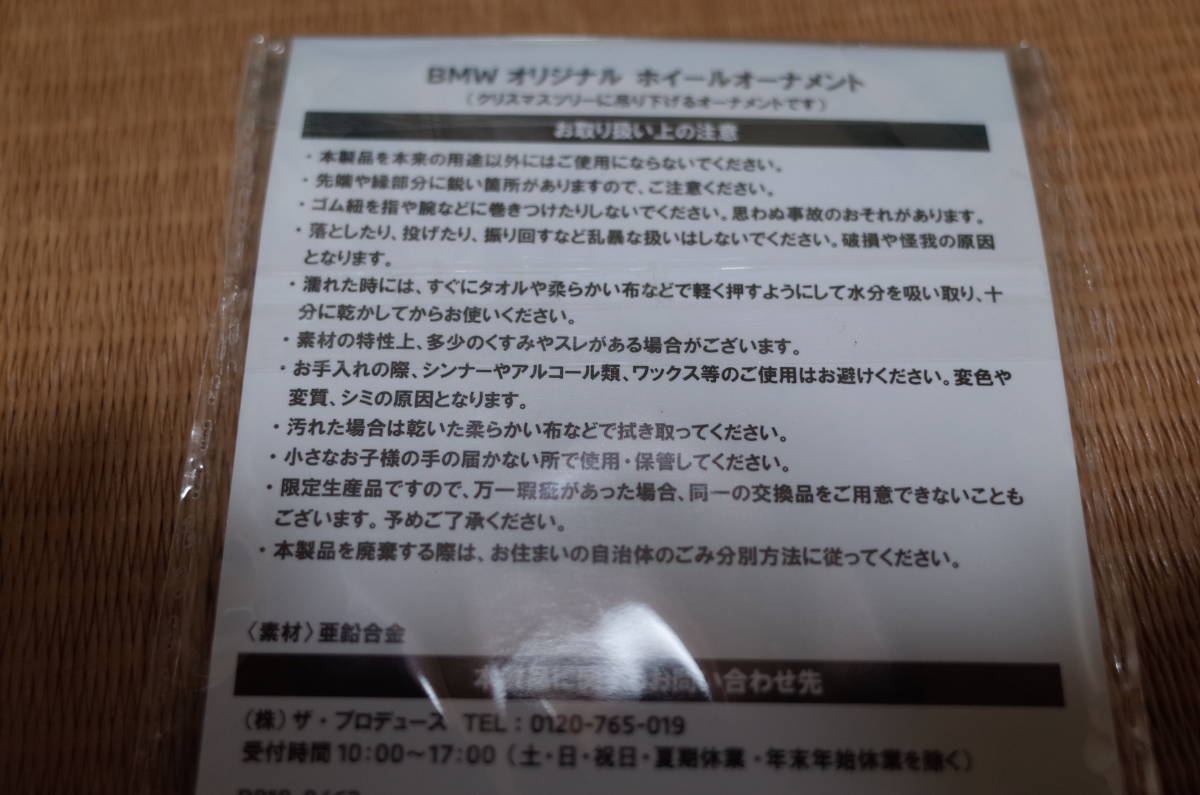 BMW オリジナル ホイールオーナメント
(クリスマスツリーに吊り下げるオーナメントです)
お取り扱い上の注意
・本製品を本来の用途以外にはご使用にならないでください。
・先端や縁部分に鋭い箇所がありますので、ご注意ください。
・ゴム紐を指や腕などに巻きつけたりしないでください。思わぬ事故のおそれがあります。
・落としたり、投げたり、振り回すなど乱暴な扱いはしないでください。破損や怪我の原因
となります。
・濡れた時には、すぐにタオルや柔らかい布などで軽く押すようにして水分を吸い取り、十
分に乾かしてからお使いください。
・素材の特性上、多少のくすみやスレがある場合がございます。
・お手入れの際、シンナーやアルコール類、ワックス等のご使用はお避けください。変色や
変質、シミの原因となります。
・汚れた場合は乾いた柔らかい布などで拭き取ってください。
・小さなお子様の手の届かない所で使用・保管してください。
・限定生産品ですので、万一瑕疵があった場合、同一の交換品をご用意できないことも
ございます。予めご了承ください。
・本製品を廃棄する際は、お住まいの自治体のごみ分別方法に従ってください。
〈素材〉亜鉛合金
本 お問い合わせ先
(株)ザ・プロデュース TEL：0120-765-019
受付時間 10:00〜17:00 (土・日・祝日・夏期休業・年末年始休業を除く)